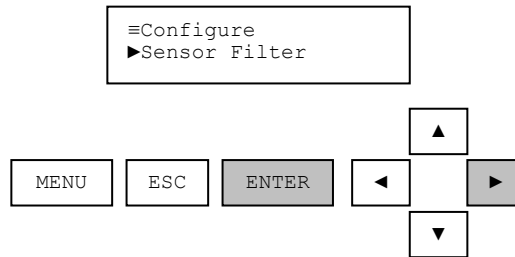 ≡Configure
►Sensor Filter
▲
MENU ESC ENTER ◄ ►
▼